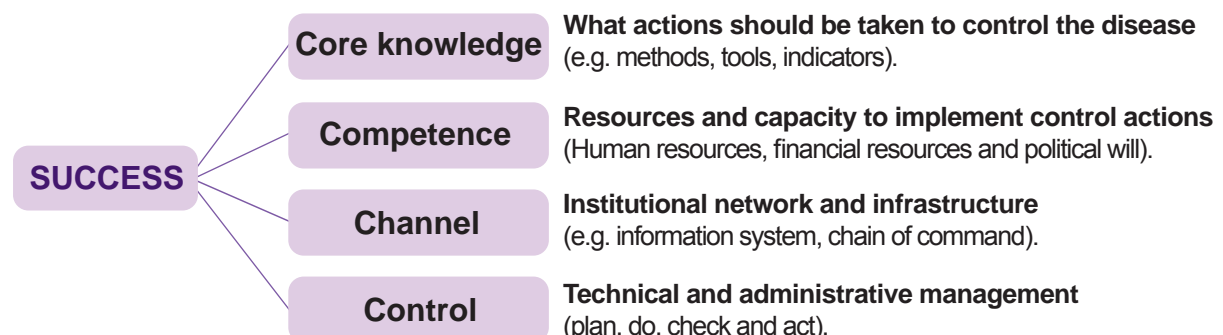 Core knowledge
What actions should be taken to control the disease
(e.g. methods, tools, indicators).
Competence
Resources and capacity to implement control actions
(Human resources, financial resources and political will).
SUCCESS
Channel
Institutional network and infrastructure
(e.g. information system, chain of command).
Control
Technical and administrative management
(plan, do, check and act).